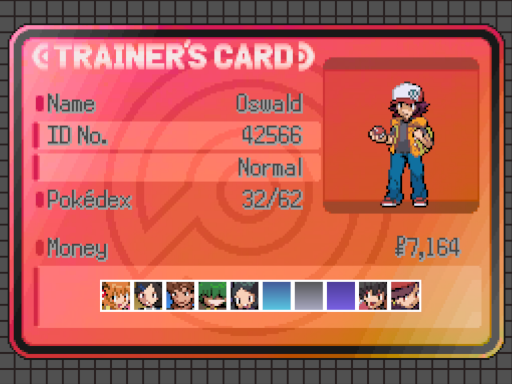 TRAINER'S CARD
Name Oswald
ID No. 42566
Normal
Pokédex 32/62
Money ₽7,164